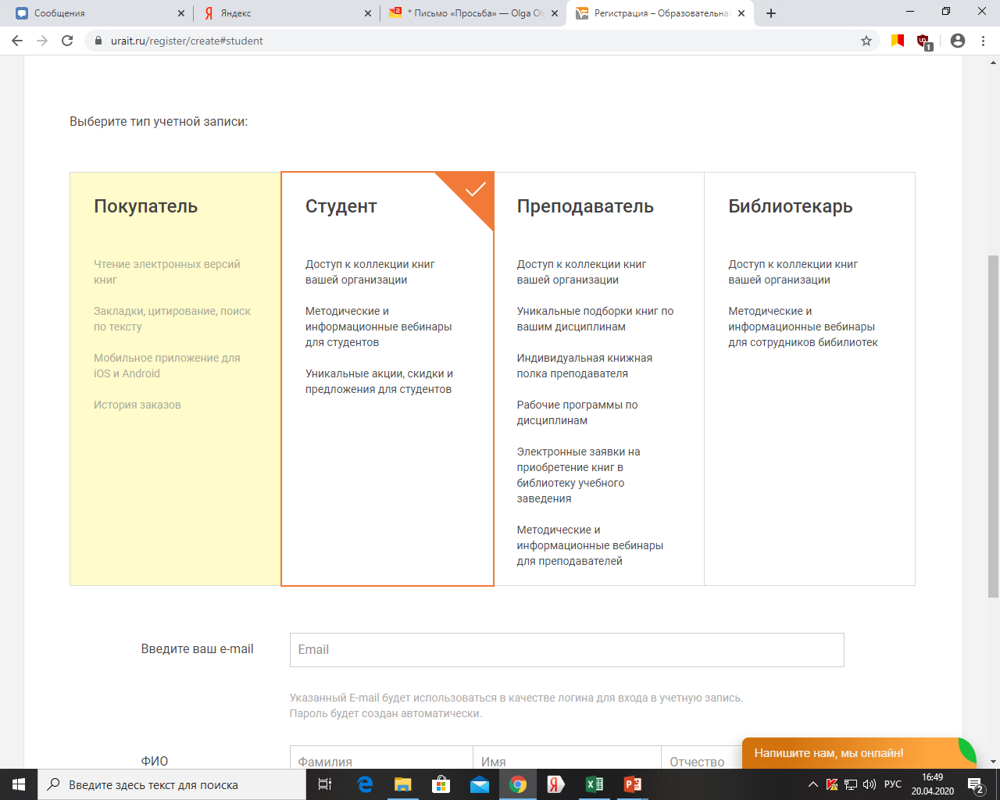 Сообщения
Яндекс
* Письмо «Просьба» — Olga Ol
Регистрация – Образовательна
urait.ru/register/create#student
1
Выберите тип учетной записи:
Покупатель
Чтение электронных версий
книг
Закладки, цитирование, поиск
по тексту
Мобильное приложение для
iOS и Android
История заказов
Студент
Доступ к коллекции книг
вашей организации
Методические и
информационные вебинары
для студентов
Уникальные акции, скидки и
предложения для студентов
Преподаватель
Доступ к коллекции книг
вашей организации
Уникальные подборки книг по
вашим дисциплинам
Индивидуальная книжная
полка преподавателя
Рабочие программы по
дисциплинам
Электронные заявки на
приобретение книг в
библиотеку учебного
заведения
Методические и
информационные вебинары
для преподавателей
Библиотекарь
Доступ к коллекции книг
вашей организации
Методические и
информационные вебинары
для сотрудников бибилиотек
Введите ваш e-mail
Email
Указанный E-mail будет использоваться в качестве логина для входа в учетную запись.
Пароль будет создан автоматически.
ФИО
Фамилия
Имя
Отчество
Напишите нам, мы онлайн!
Введите здесь текст для поиска
РУС
16:49
20.04.2020
2